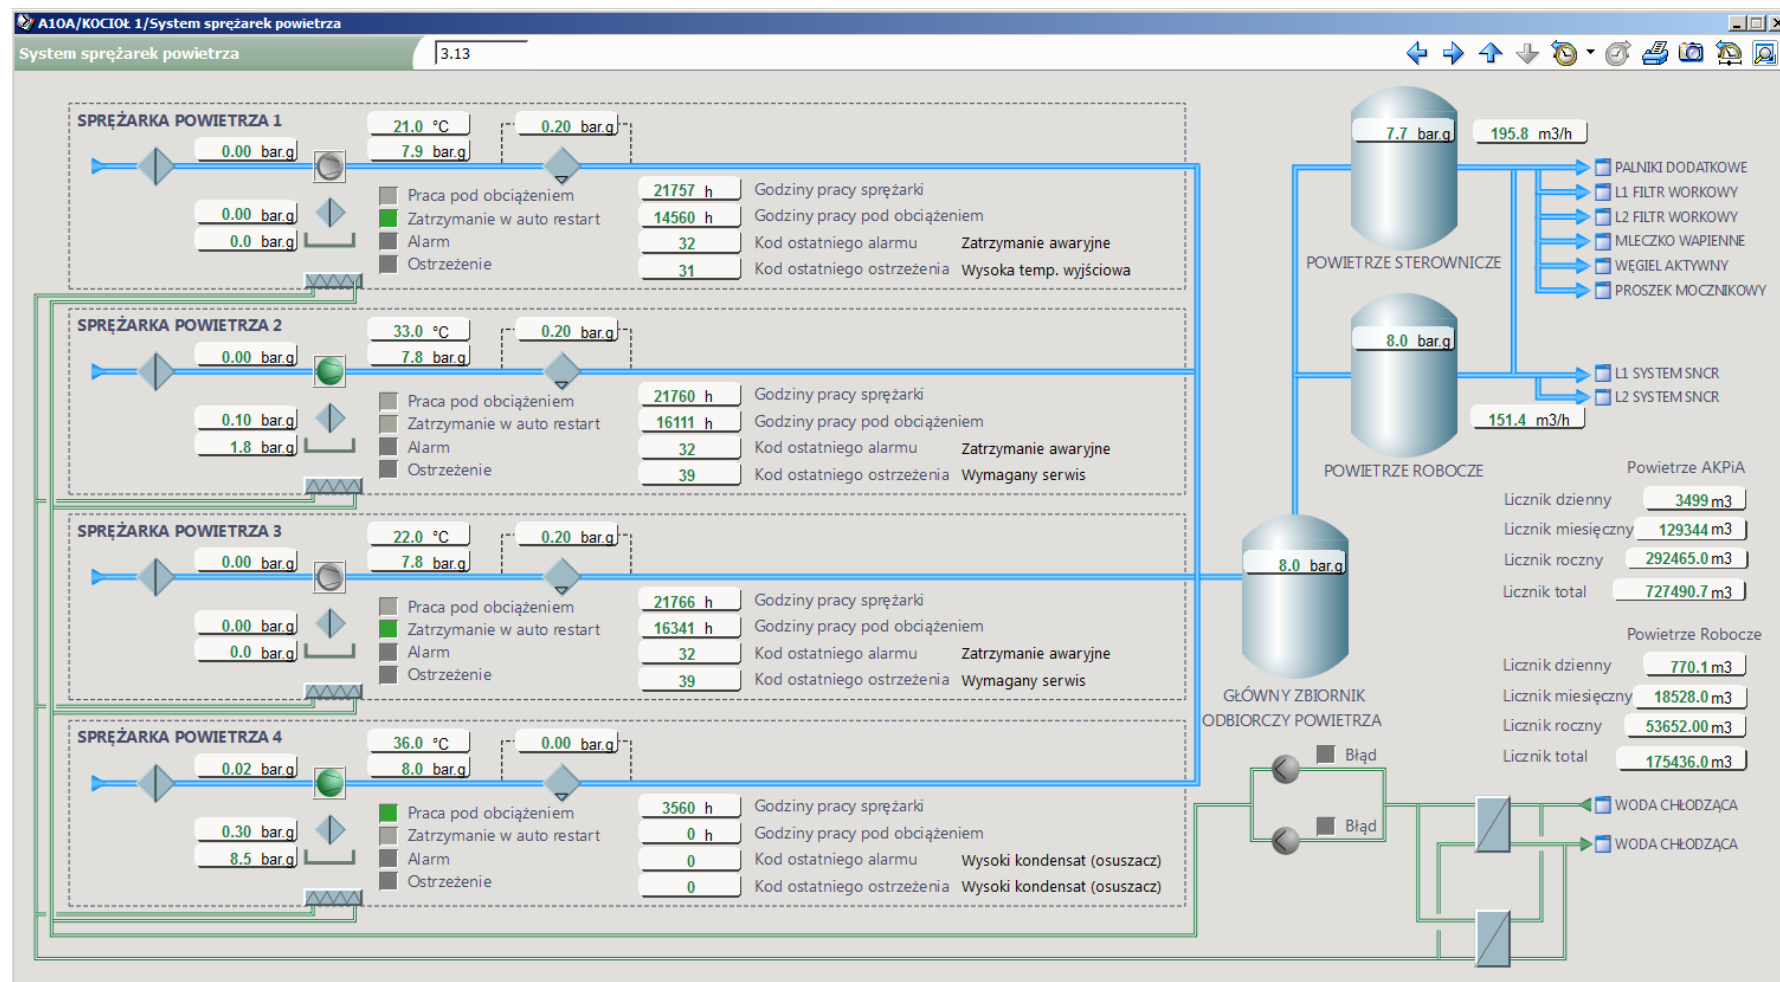 A10A/KOCIOŁ 1/System sprężarek powietrza
System sprężarek powietrza
3.13
SPRĘŻARKA POWIETRZA 1
21.0 °C
0.20 bar.g
0.00 bar.g
7.9 bar.g
0.00 bar.g
0.0 bar.g
Praca pod obciążeniem
Zatrzymanie w auto restart
Alarm
Ostrzeżenie
21757 h Godziny pracy sprężarki
14560 h Godziny pracy pod obciążeniem
32 Kod ostatniego alarmu Zatrzymanie awaryjne
31 Kod ostatniego ostrzeżenia Wysoka temp. wyjściowa
SPRĘŻARKA POWIETRZA 2
33.0 °C
0.20 bar.g
0.00 bar.g
7.8 bar.g
0.10 bar.g
1.8 bar.g
Praca pod obciążeniem
Zatrzymanie w auto restart
Alarm
Ostrzeżenie
21760 h Godziny pracy sprężarki
16111 h Godziny pracy pod obciążeniem
32 Kod ostatniego alarmu Zatrzymanie awaryjne
39 Kod ostatniego ostrzeżenia Wymagany serwis
SPRĘŻARKA POWIETRZA 3
22.0 °C
0.20 bar.g
0.00 bar.g
7.8 bar.g
0.00 bar.g
0.0 bar.g
Praca pod obciążeniem
Zatrzymanie w auto restart
Alarm
Ostrzeżenie
21766 h Godziny pracy sprężarki
16341 h Godziny pracy pod obciążeniem
32 Kod ostatniego alarmu Zatrzymanie awaryjne
39 Kod ostatniego ostrzeżenia Wymagany serwis
SPRĘŻARKA POWIETRZA 4
36.0 °C
0.00 bar.g
0.02 bar.g
8.0 bar.g
0.30 bar.g
8.5 bar.g
Praca pod obciążeniem
Zatrzymanie w auto restart
Alarm
Ostrzeżenie
3560 h Godziny pracy sprężarki
0 h Godziny pracy pod obciążeniem
0 Kod ostatniego alarmu Wysoki kondensat (osuszacz)
0 Kod ostatniego ostrzeżenia Wysoki kondensat (osuszacz)
7.7 bar.g
195.8 m3/h
POWIETRZE STEROWNICZE
PALNIKI DODATKOWE
L1 FILTR WORKOWY
L2 FILTR WORKOWY
MLECZKO WAPIENNE
WĘGIEL AKTYWNY
PROSZEK MOCZNIKOWY
8.0 bar.g
L1 SYSTEM SNCR
L2 SYSTEM SNCR
151.4 m3/h
POWIETRZE ROBOCZE
8.0 bar.g
GŁÓWNY ZBIORNIK
ODBIORCZY POWIETRZA
Powietrze AKPiA
Licznik dzienny 3499 m3
Licznik miesięczny 129344 m3
Licznik roczny 292465.0 m3
Licznik total 727490.7 m3
Powietrze Robocze
Licznik dzienny 770.1 m3
Licznik miesięczny 18528.0 m3
Licznik roczny 53652.00 m3
Licznik total 175436.0 m3
Błąd
Błąd
WODA CHŁODZĄCA
WODA CHŁODZĄCA